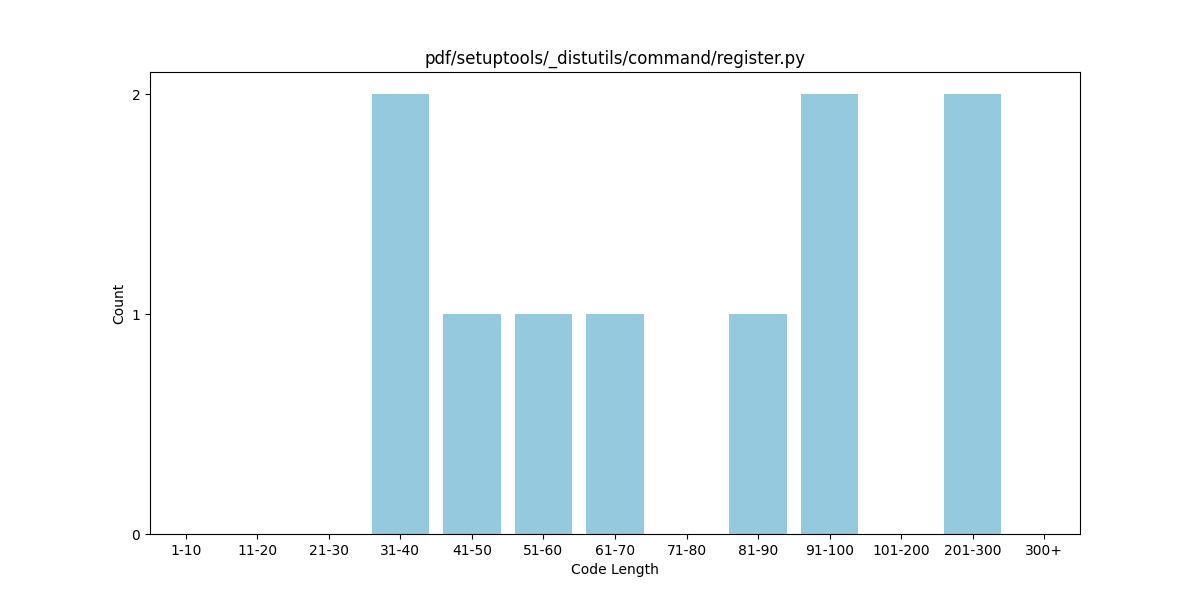 pdf/setuptools/_distutils/command/register.py
2
1
0
Count
1-10 11-20 21-30 31-40 41-50 51-60 61-70 71-80 81-90 91-100 101-200 201-300 300+
Code Length